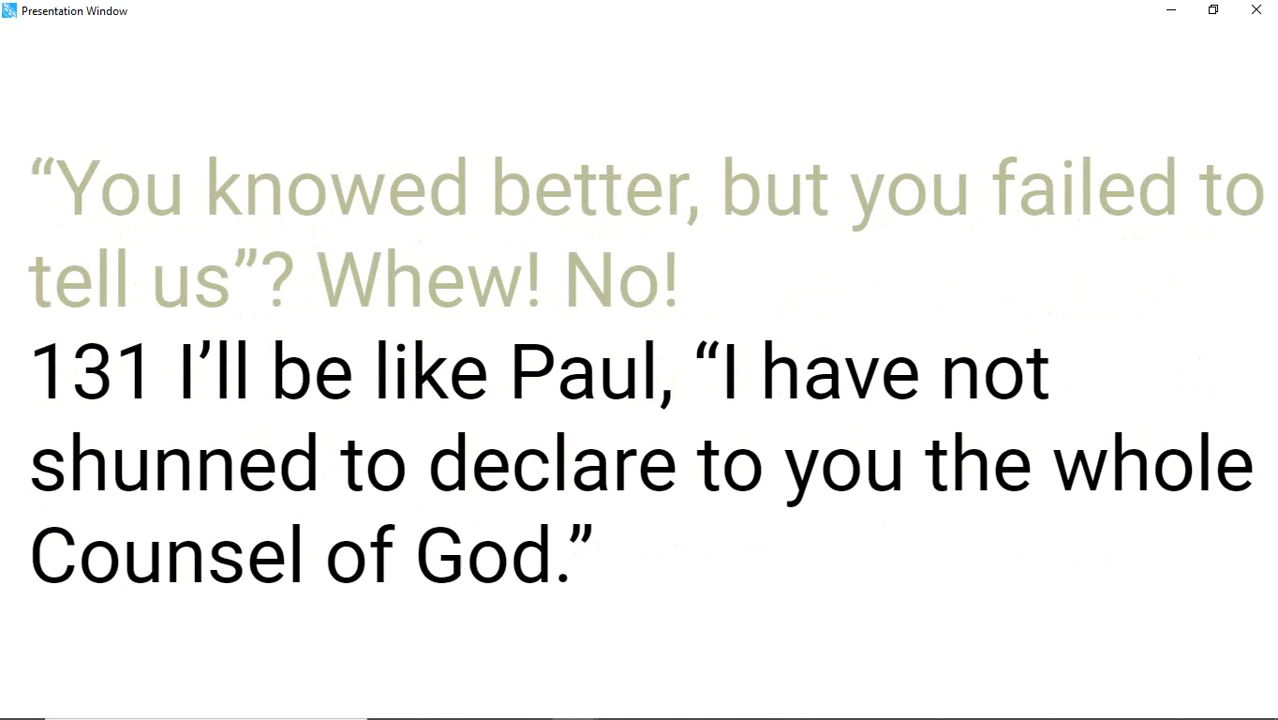 Presentation Window
“You knowed better, but you failed to
tell us”? Whew! No!
131 I’ll be like Paul, “I have not
shunned to declare to you the whole
Counsel of God.”